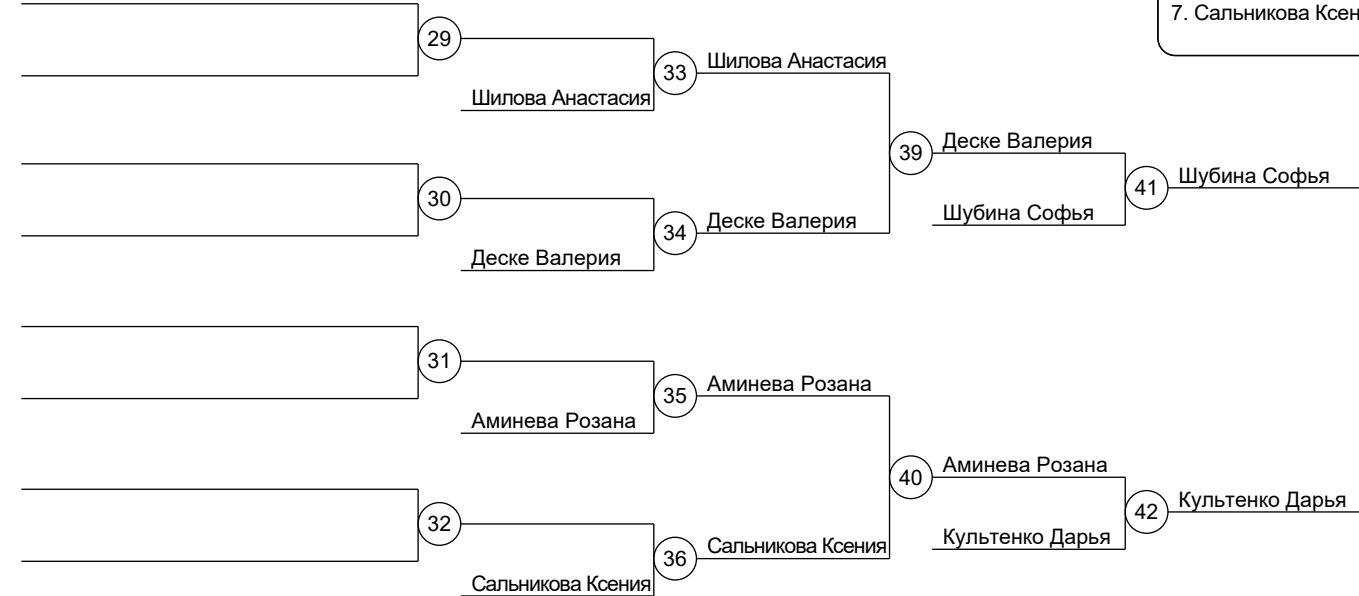 7. Сальникова Ксен
29
33
Шилова Анастасия
Шилова Анастасия
39
Деске Валерия
41
Шубина Софья
30
34
Деске Валерия
Шубина Софья
Деске Валерия
31
35
Аминева Розана
Аминева Розана
40
Аминева Розана
42
Культенко Дарья
32
36
Сальникова Ксения
Культенко Дарья
Сальникова Ксения